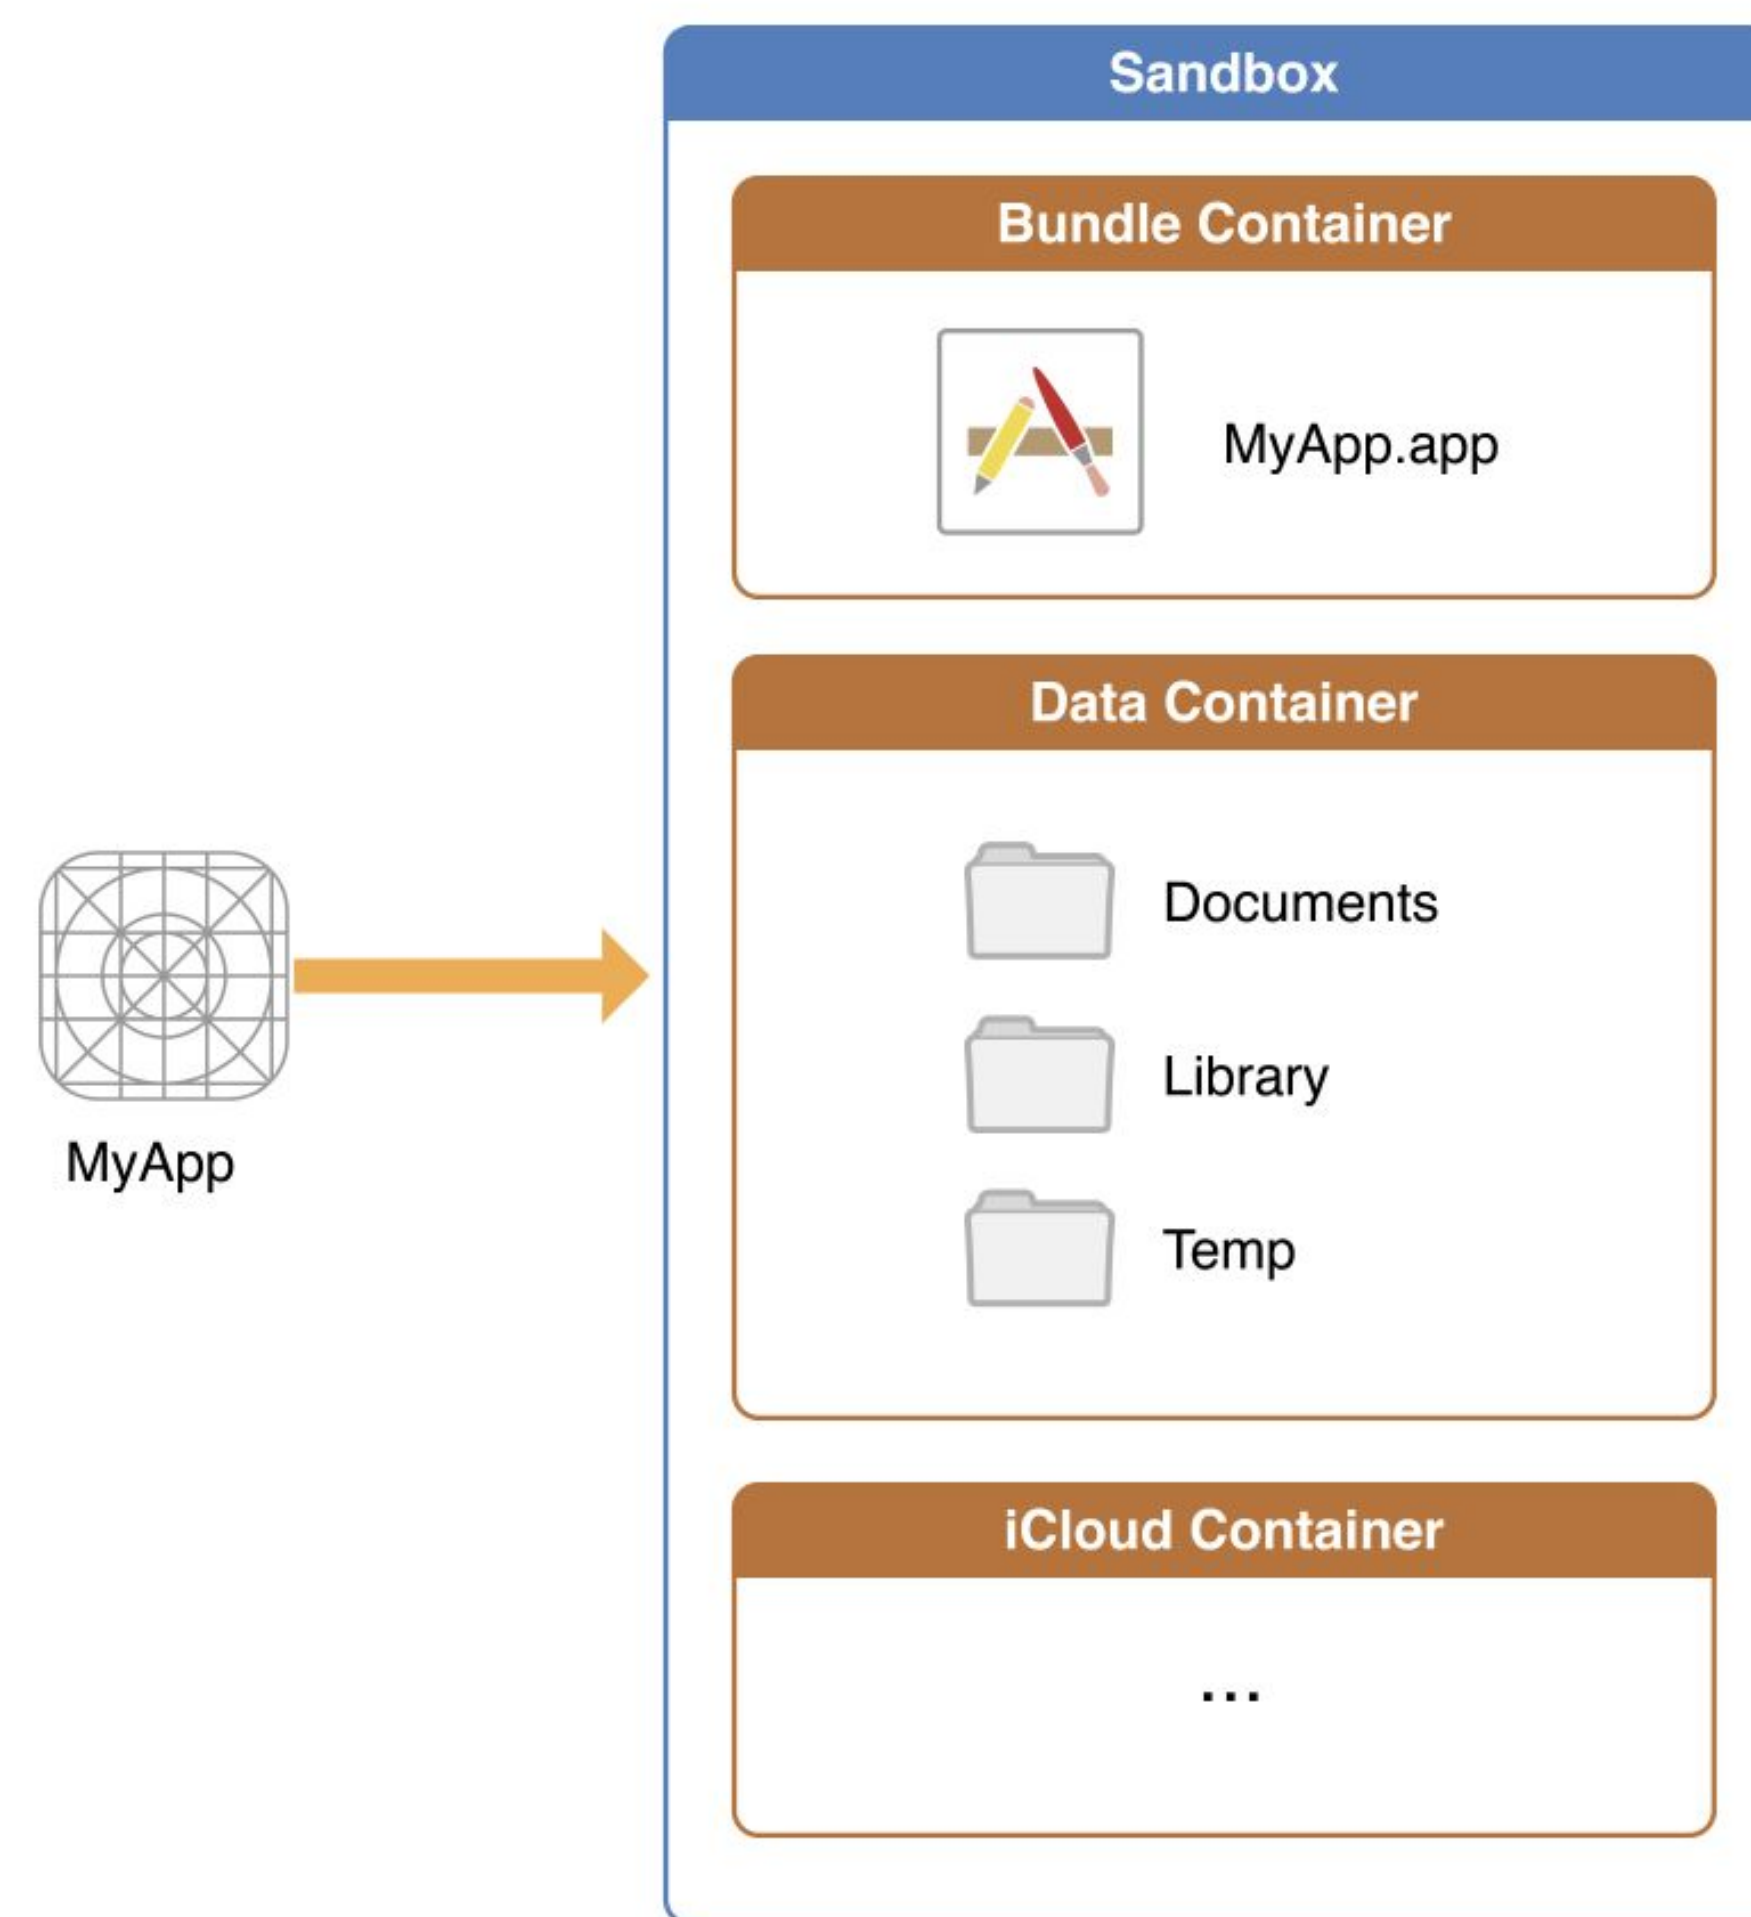 Sandbox
Bundle Container
MyApp.app
Data Container
Documents
Library
Temp
MyApp
iCloud Container
...